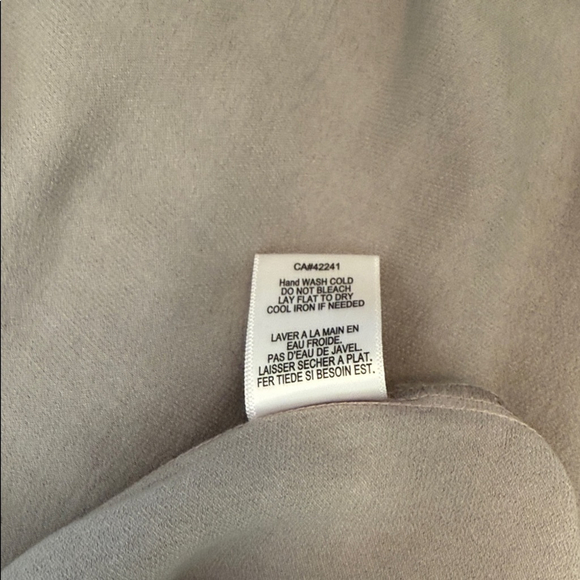 CA#42241
Hand WASH COLD
DO NOT BLEACH
LAY FLAT TO DRY
COOL IRON IF NEEDED
LAVER A LA MAIN EN
EAU FROIDE.
PAS D'EAU DE JAVEL.
LAISSER SECHER A PLAT.
FER TIEDE SI BESOIN EST.